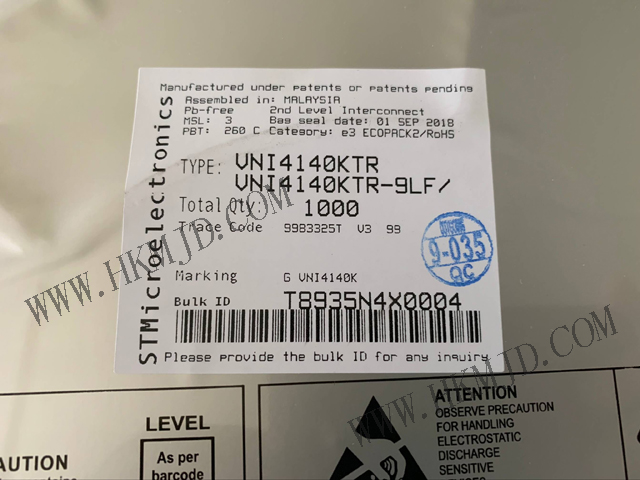 Manufactured under patents or patents pending
Assembled in: MALAYSIA
Pb-free 2nd Level Interconnect
MSL: 3 Bag seal date: 01 SEP 2018
PBT: 260 C Category: e3 ECOPACK2/RoHS
TYPE: VNI4140KTR
VNI4140KTR-9LF/
Total Qty: 1000
Trace Code 99B3325T V3 99
Marking G VNI4140K
Bulk ID T8935N4X0004
Please provide the bulk ID for any inquiry
STMicroelectronics
9-035
QC
WWW.HKMJD.COM
WWW.HKMJD.COM
AUTION
LEVEL
As per
barcode
ATTENTION
OBSERVE PRECAUTION
FOR HANDLING
ELECTROSTATIC
DISCHARGE
SENSITIVE